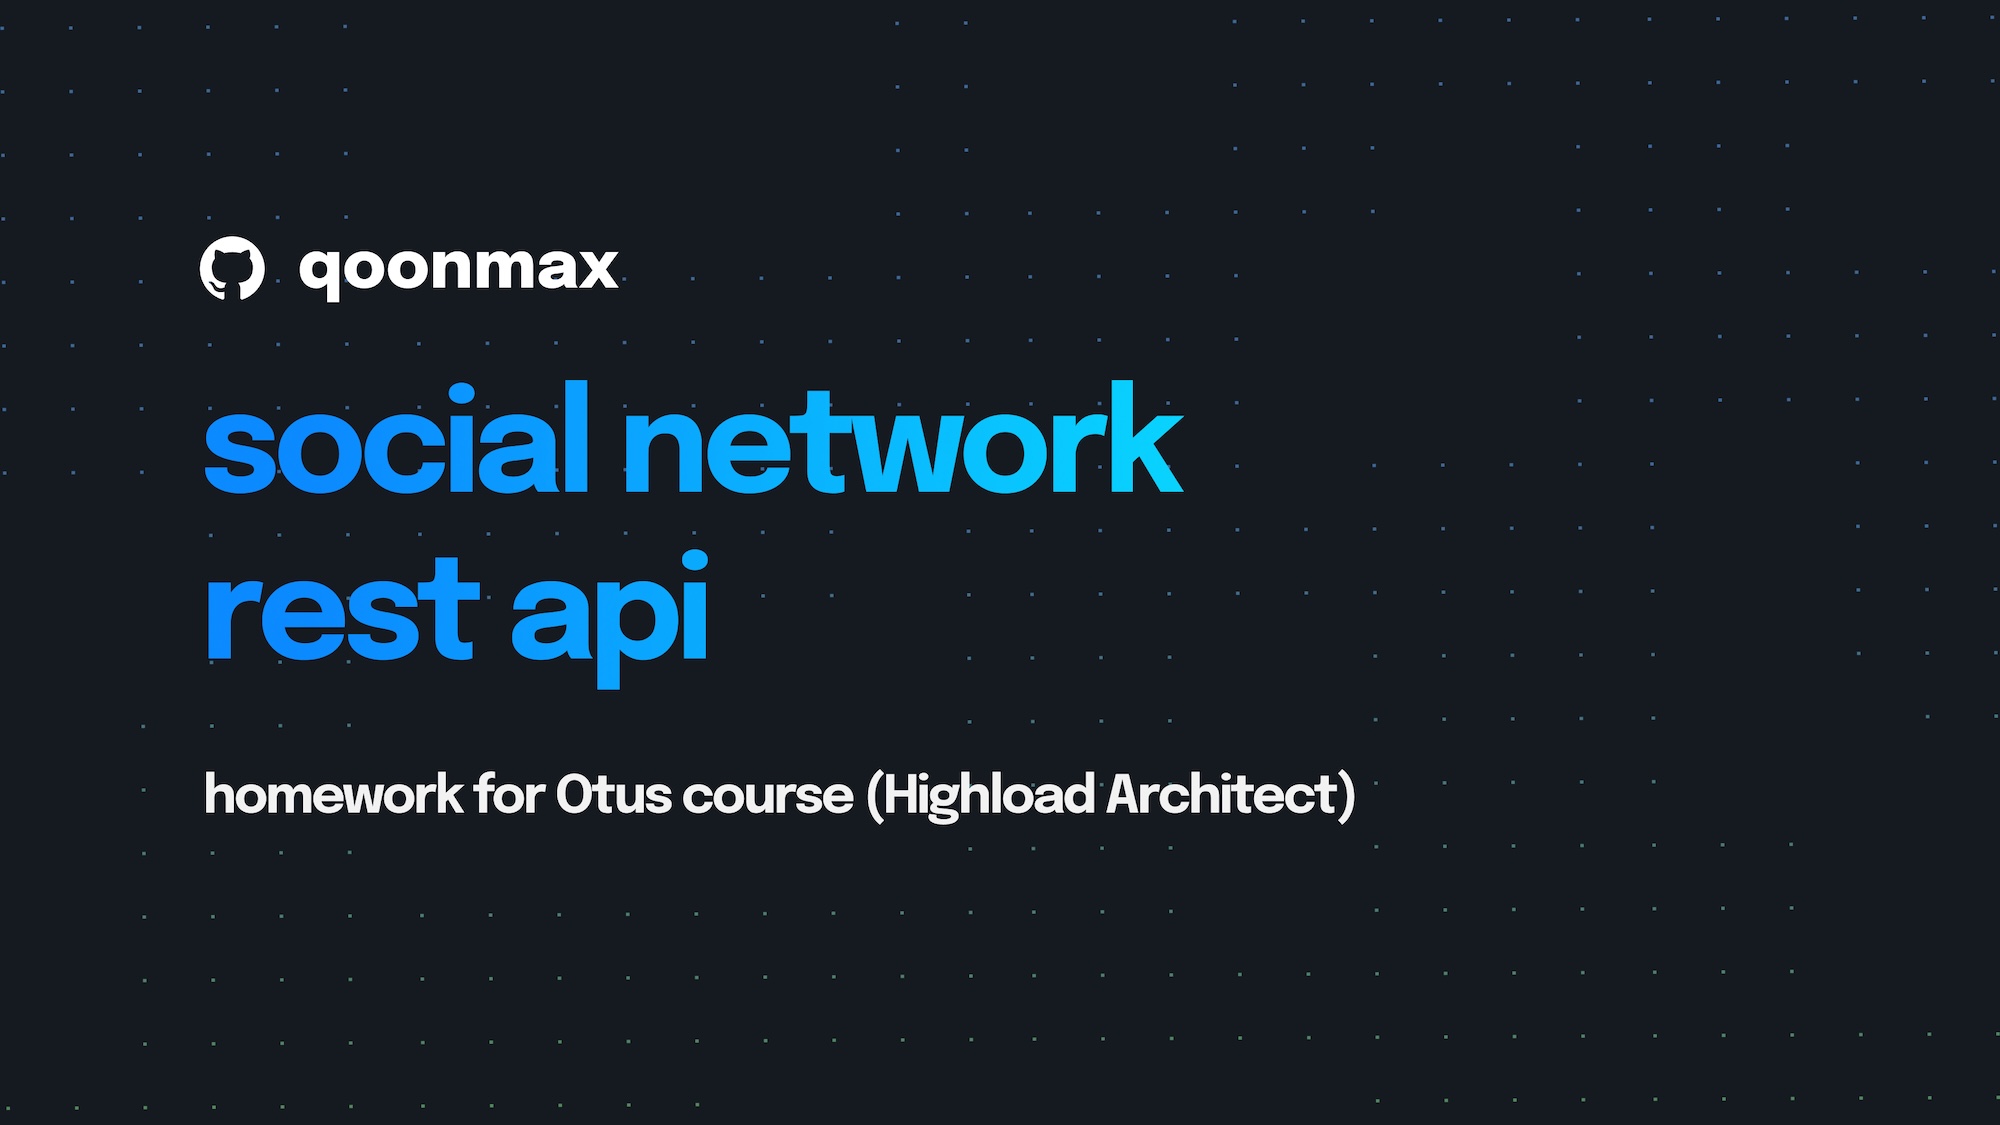 qoonmax
social network
rest api
homework for Otus course (Highload Architect)